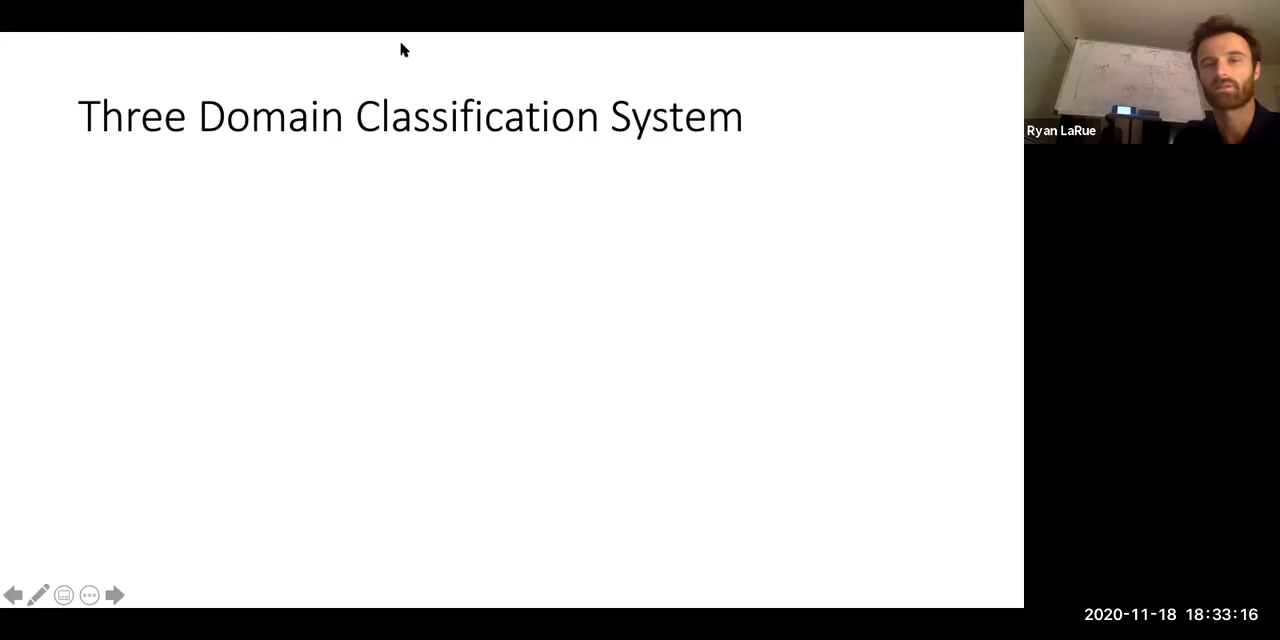 Three Domain Classification System
Ryan LaRue
2020-11-18 18:33:16